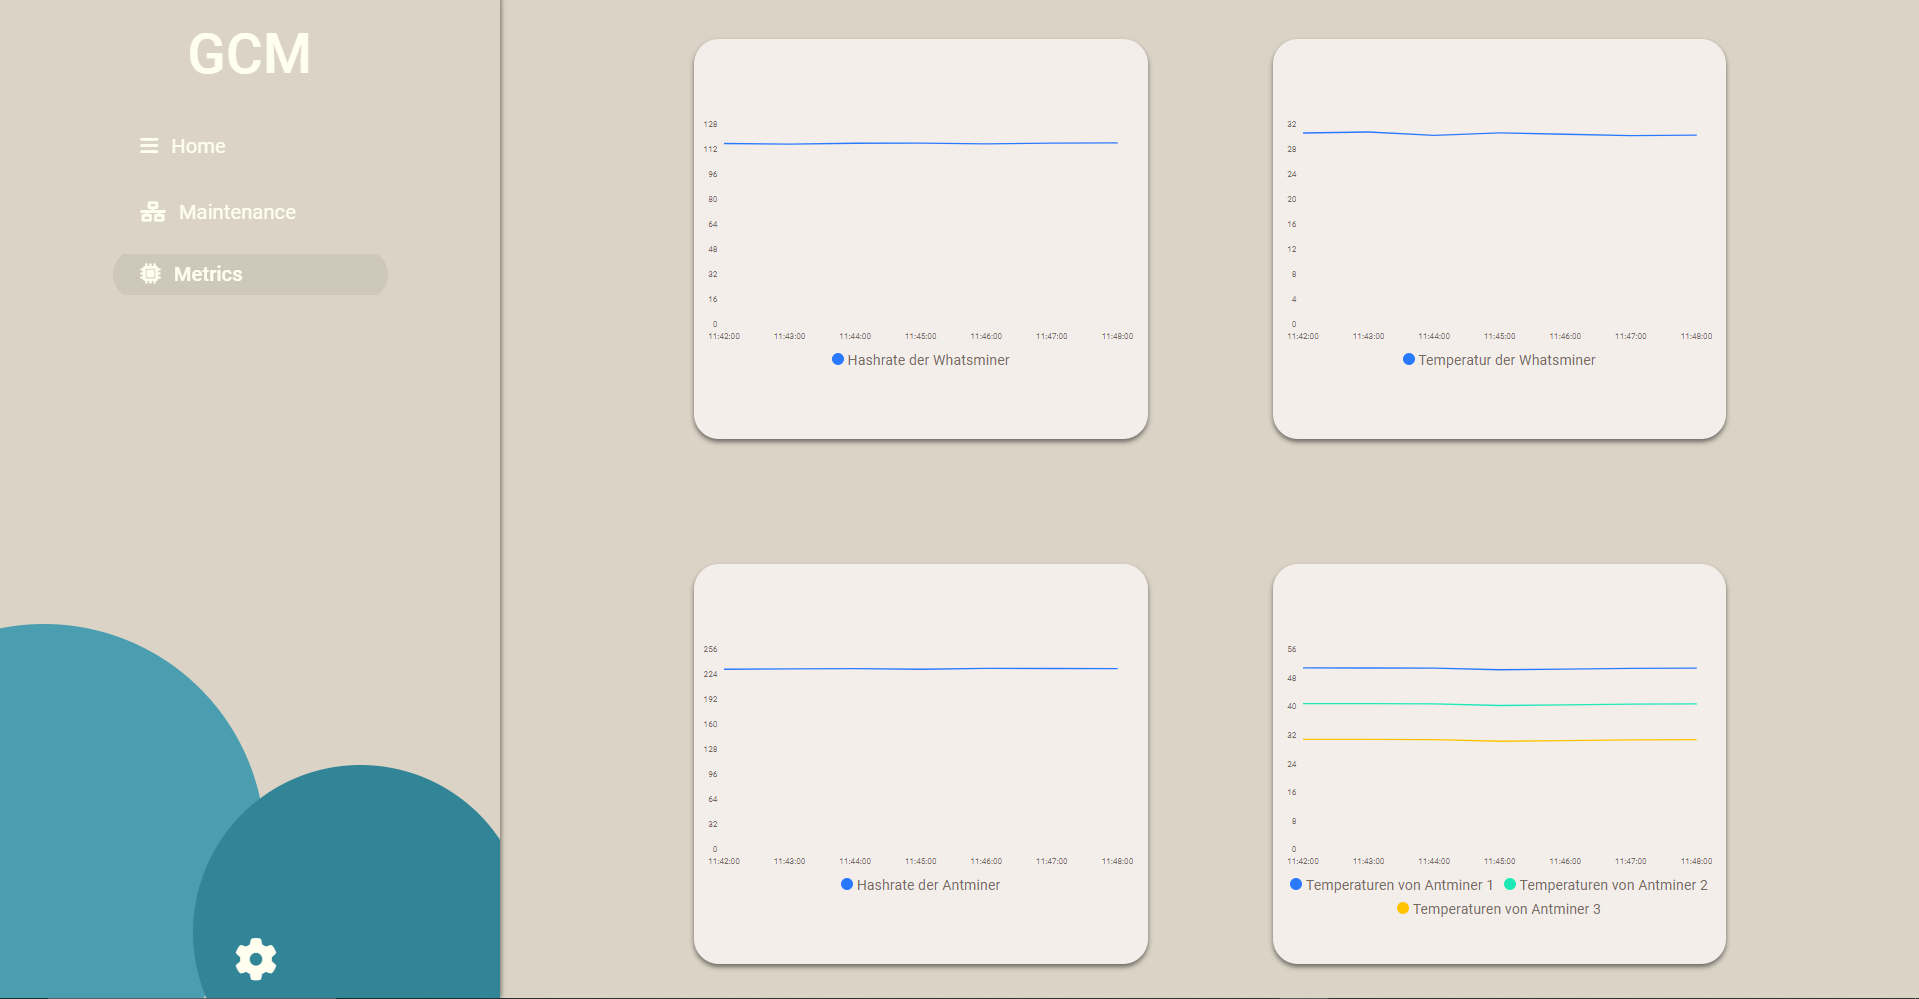 GCM
Home
Maintenance
Metrics
128
112
96
80
64
48
32
16
0
11:42:00 11:43:00 11:44:00 11:45:00 11:46:00 11:47:00 11:48:00
Hashrate der Whatsminer
32
28
24
20
16
12
8
4
0
11:42:00 11:43:00 11:44:00 11:45:00 11:46:00 11:47:00 11:48:00
Temperatur der Whatsminer
256
224
192
160
128
96
64
32
0
11:42:00 11:43:00 11:44:00 11:45:00 11:46:00 11:47:00 11:48:00
Hashrate der Antminer
56
48
40
32
24
16
8
0
11:42:00 11:43:00 11:44:00 11:45:00 11:46:00 11:47:00 11:48:00
Temperaturen von Antminer 1 Temperaturen von Antminer 2
Temperaturen von Antminer 3